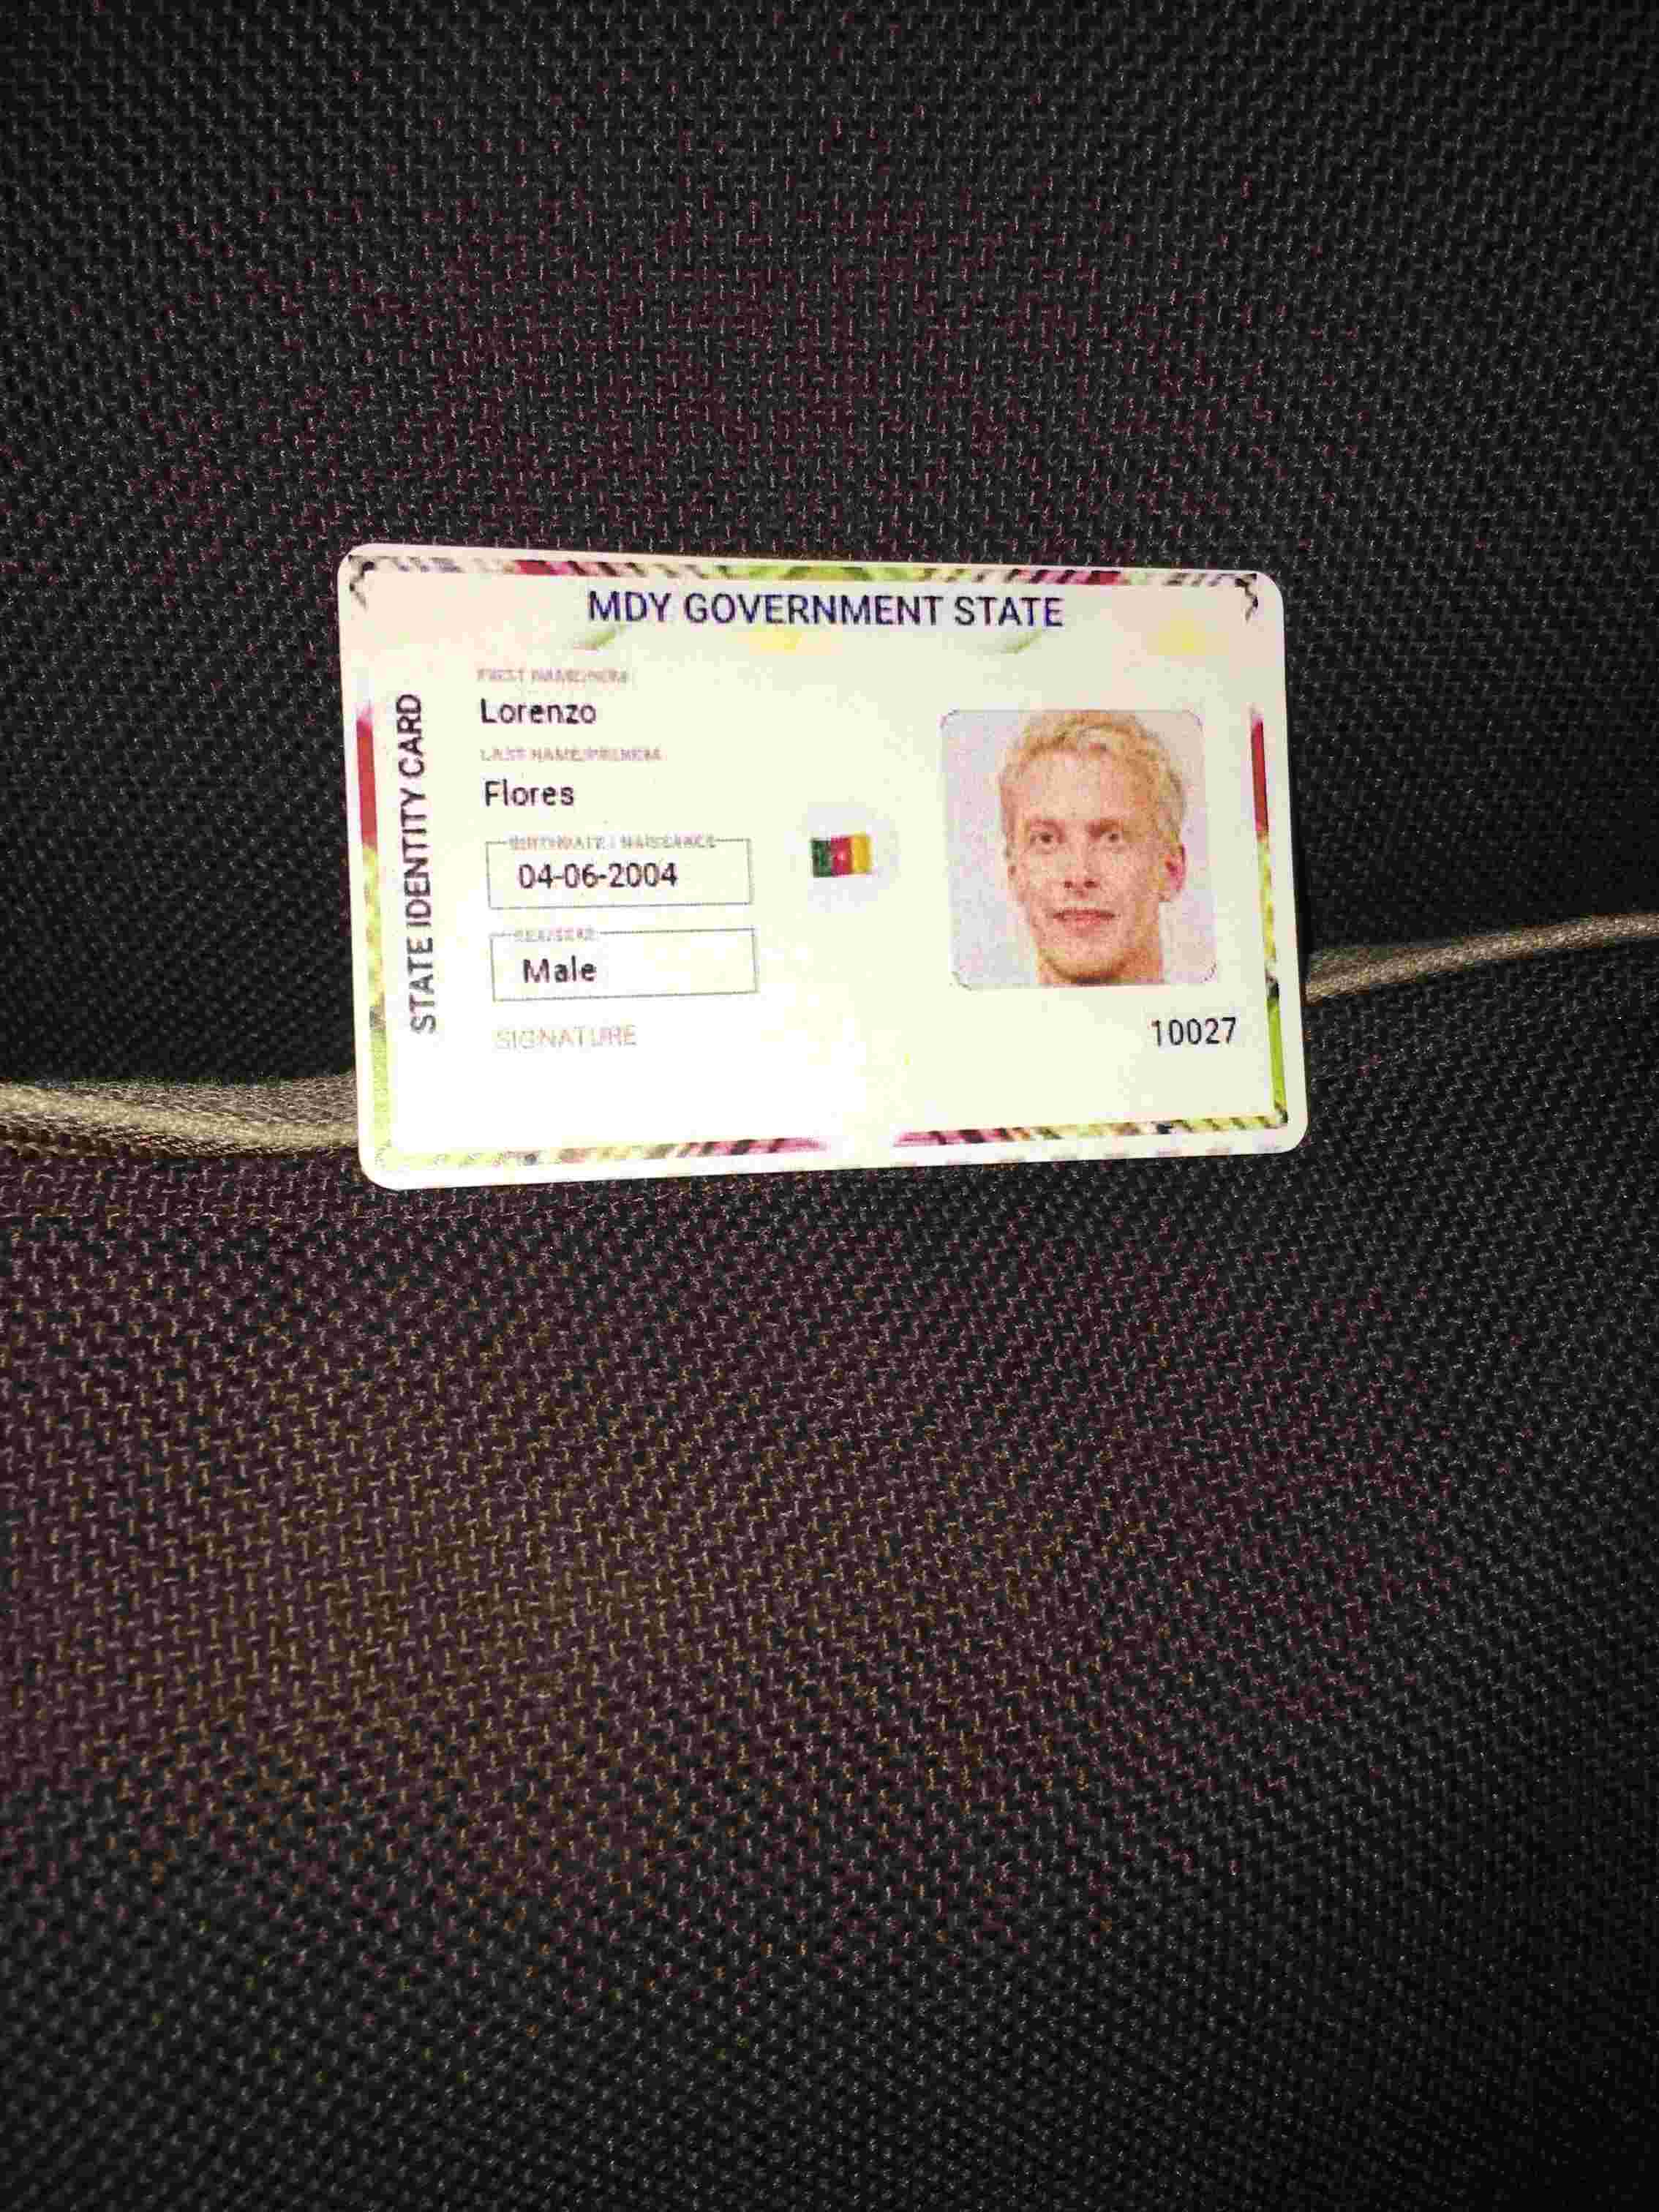 MDY GOVERNMENT STATE
STATE IDENTITY CARD
FIRST NAME/NOM
Lorenzo
LAST NAME/PRENOM
Flores
BIRTHDATE / NAISSANCE
04-06-2004
SEX/SEXE
Male
SIGNATURE
10027